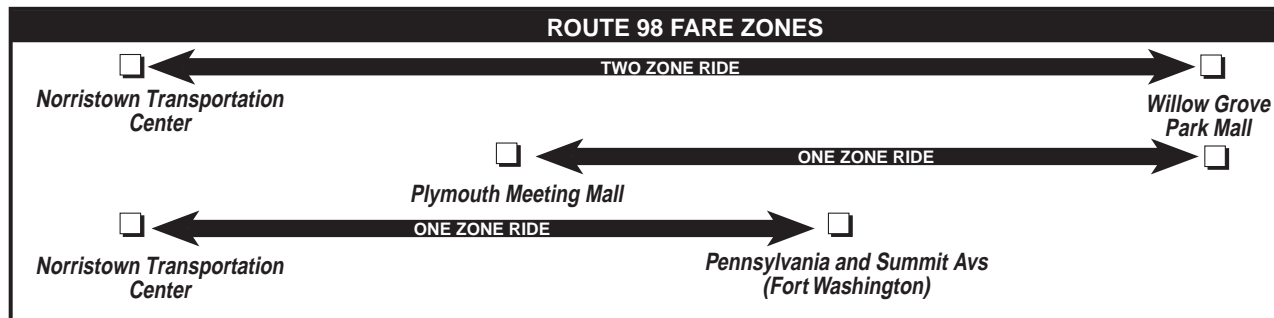 ROUTE 98 FARE ZONES
TWO ZONE RIDE
Norristown Transportation
Center
Willow Grove
Park Mall
ONE ZONE RIDE
Plymouth Meeting Mall
ONE ZONE RIDE
Norristown Transportation
Center
Pennsylvania and Summit Avs
(Fort Washington)